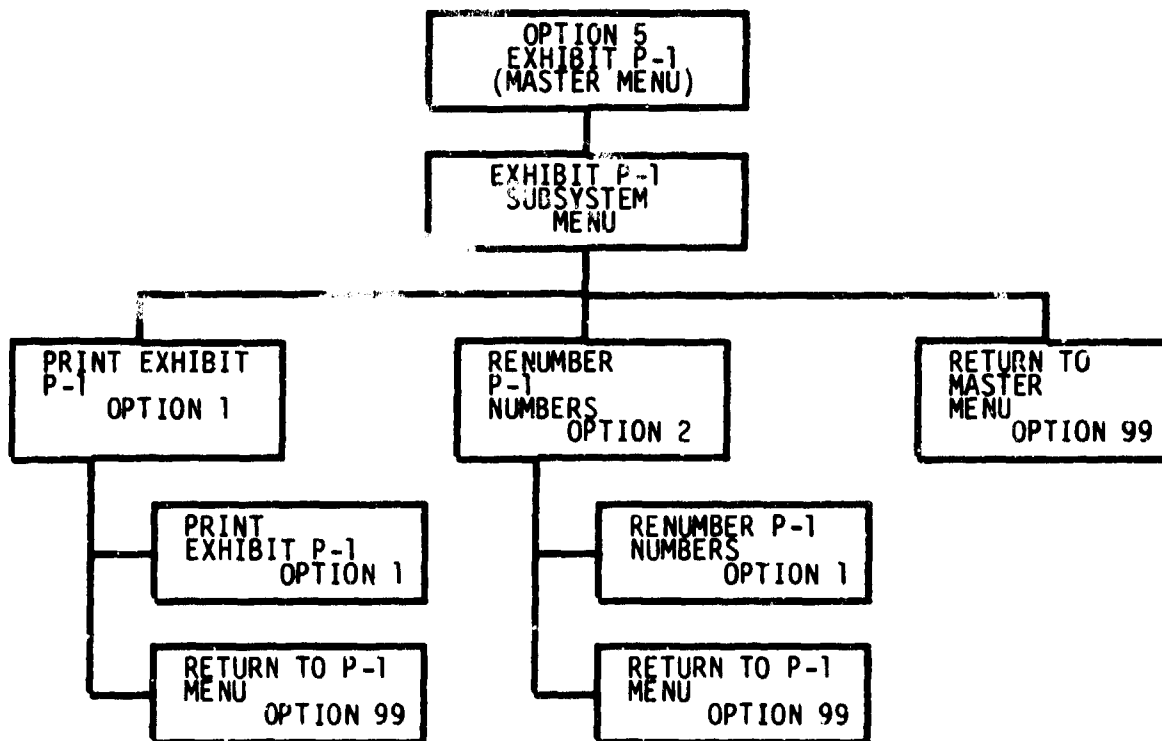 OPTION 5
EXHIBIT P-1
(MASTER MENU)
EXHIBIT P-1
SUBSYSTEM
MENU
PRINT EXHIBIT
P-1
OPTION 1
RENUMBER
P-1
NUMBERS
OPTION 2
RETURN TO
MASTER
MENU
OPTION 99
PRINT
EXHIBIT P-1
OPTION 1
RENUMBER P-1
NUMBERS
OPTION 1
RETURN TO P-1
MENU
OPTION 99
RETURN TO P-1
MENU
OPTION 99